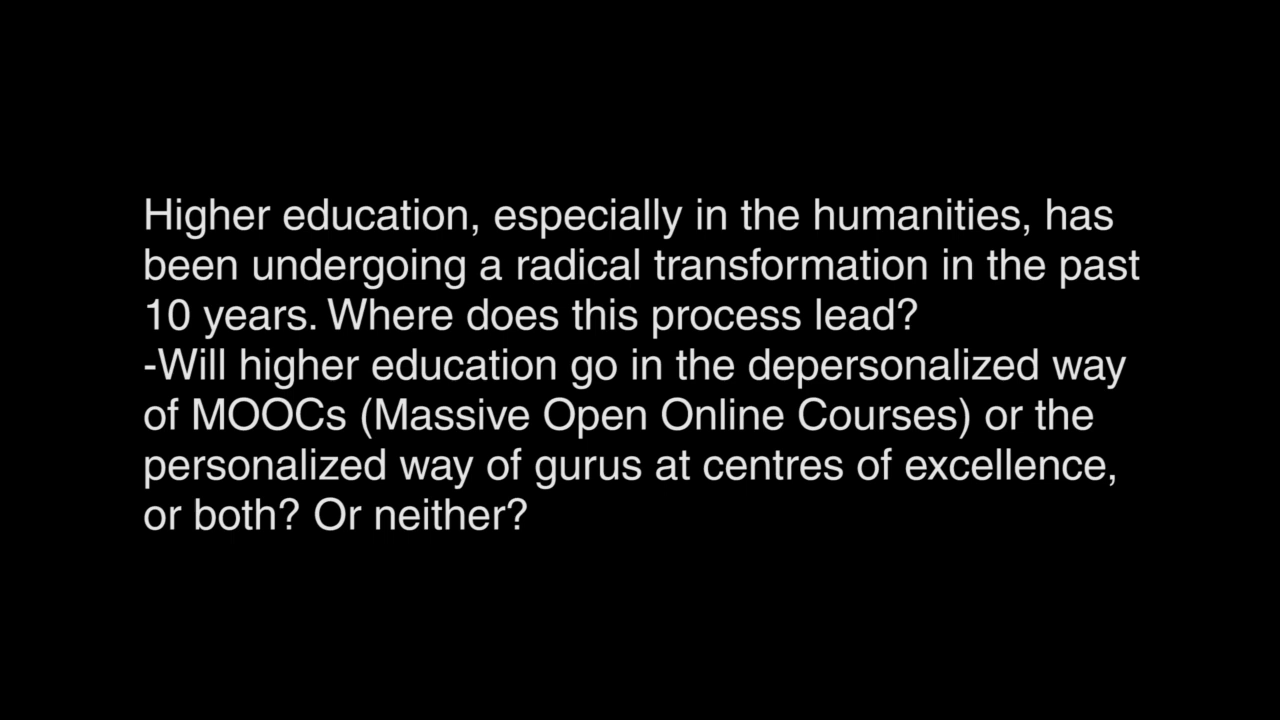 Higher education, especially in the humanities, has
been undergoing a radical transformation in the past
10 years. Where does this process lead?
-Will higher education go in the depersonalized way
of MOOCs (Massive Open Online Courses) or the
personalized way of gurus at centres of excellence,
or both? Or neither?